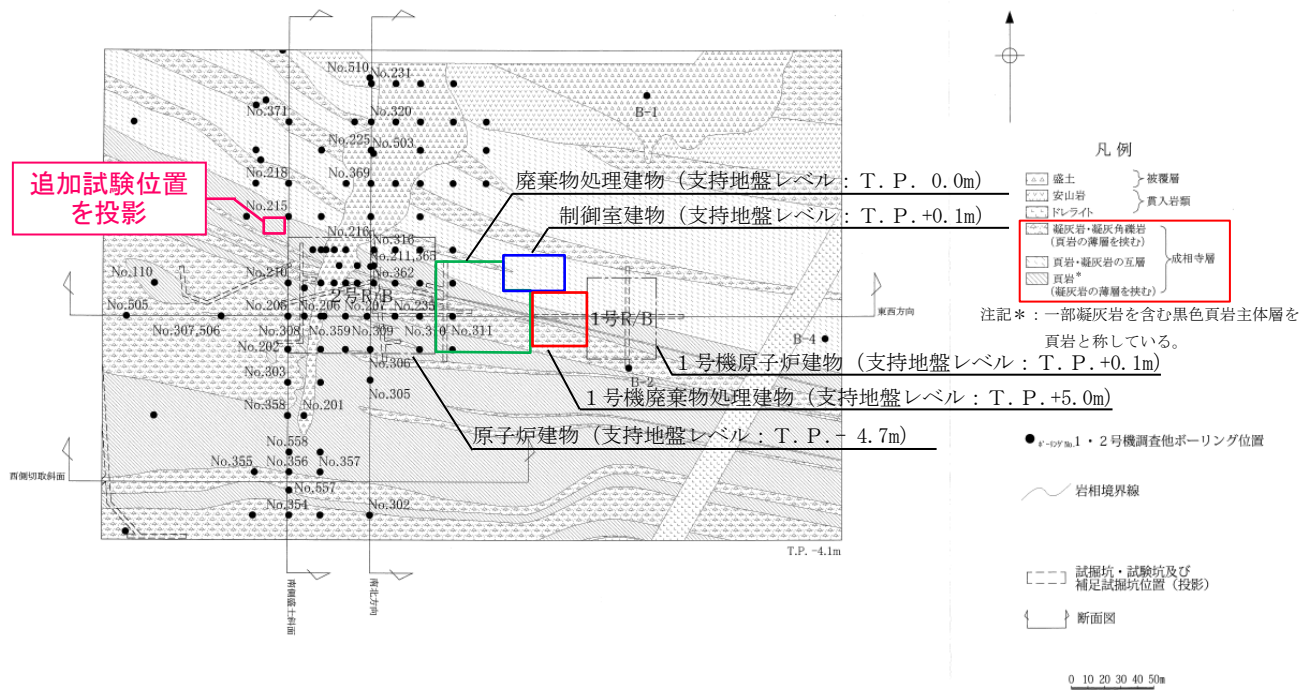 No.510
No.231
No.371
No.320
B-1
No.225
No.503
No.218
No.369
追加試験位置
を投影
No.215
No.216
No.316
No.211,365
No.110
No.210
No.362
2号R/B
No.505
No.205
No.206
No.207
No.235
No.307,506
No.308
No.359
No.309
No.310
No.311
1号R/B
No.202
No.306
B-4
B-2
No.303
No.305
No.358
No.201
No.558
No.355
No.356
No.357
No.557
No.354
No.302
廃棄物処理建物（支持地盤レベル：T.P. 0.0m）
制御室建物（支持地盤レベル：T.P.+0.1m）
東西方向
1号機原子炉建物（支持地盤レベル：T.P.+0.1m）
1号機廃棄物処理建物（支持地盤レベル：T.P.+5.0m）
原子炉建物（支持地盤レベル：T.P.- 4.7m）
西側切取斜面
T.P. -4.1m
南側盛土斜面
南北方向
凡 例
盛土
被覆層
安山岩
貫入岩類
ドレライト
凝灰岩・凝灰角礫岩
(頁岩の薄層を挟む)
成相寺層
頁岩・凝灰岩の互層
頁岩*
(凝灰岩の薄層を挟む)
注記＊：一部凝灰岩を含む黒色頁岩主体層を
頁岩と称している。
ボーリングNo.1・2号機調査他ボーリング位置
岩相境界線
試掘坑・試験坑及び
補足試掘坑位置（投影）
断面図
0 10 20 30 40 50m